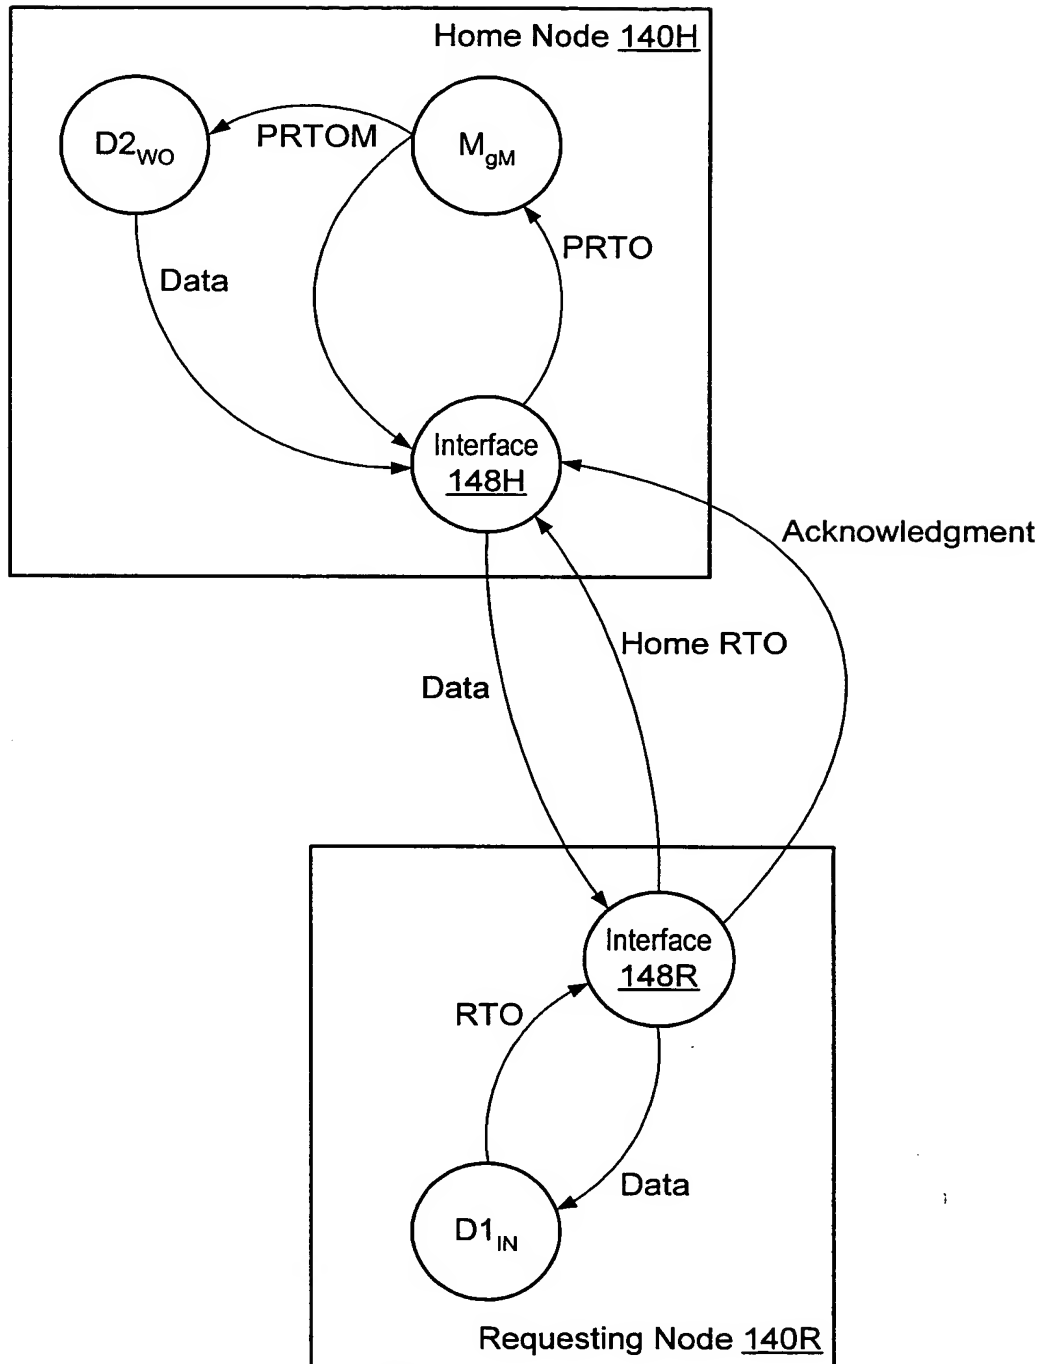 Home Node 140H
D2WO
PRTOM
MgM
PRTO
Data
Interface
148H
Acknowledgment
Home RTO
Data
Interface
148R
RTO
Data
D1IN
Requesting Node 140R